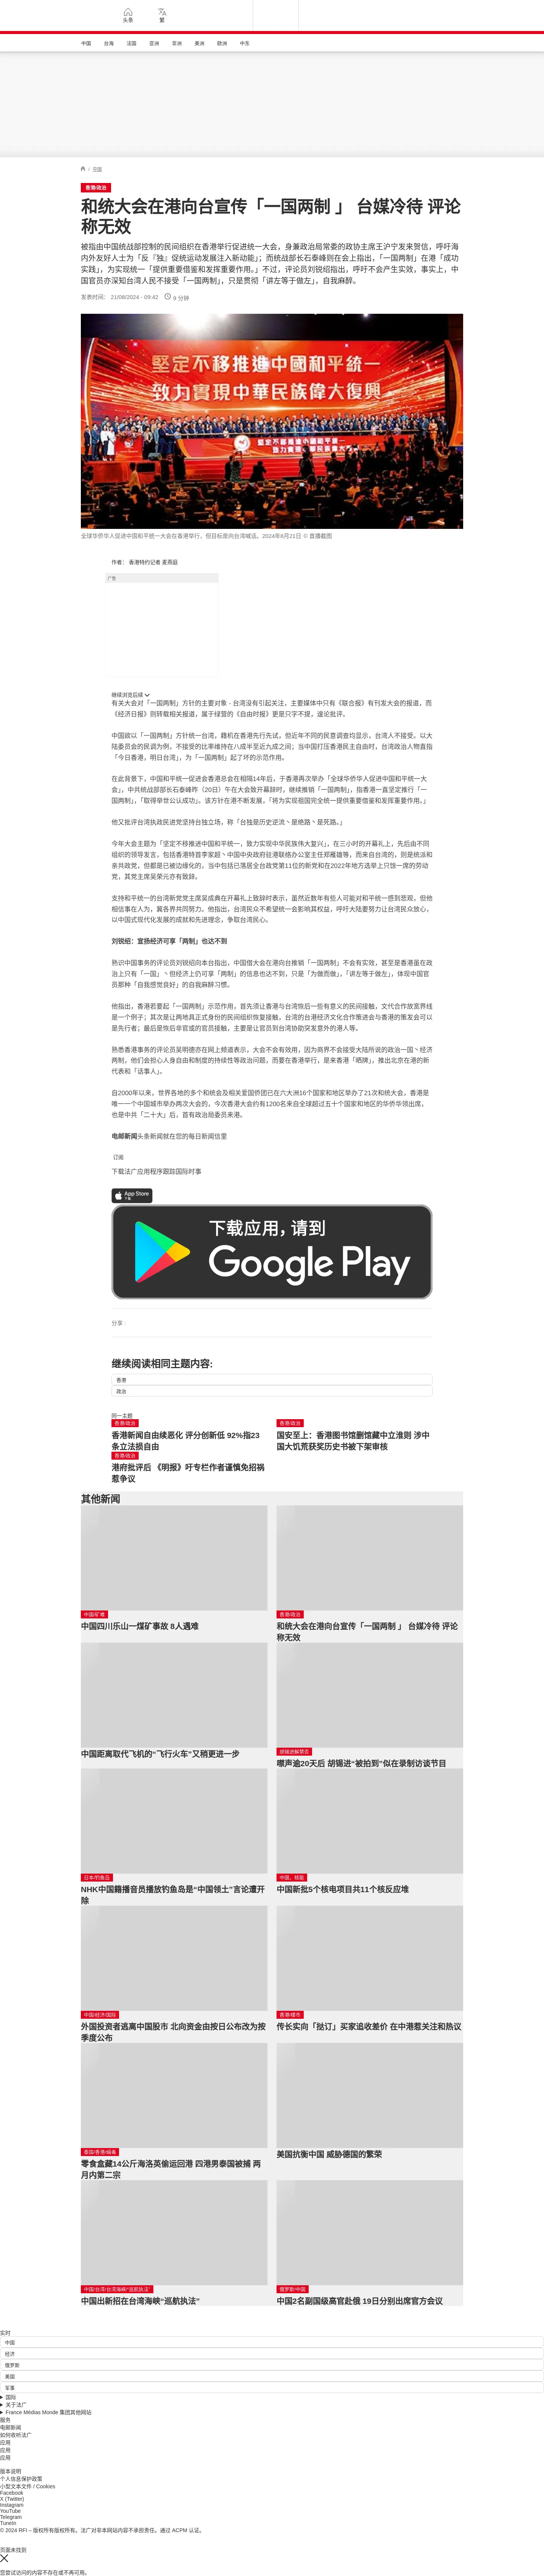 头条
繁
中国
台海
法国
亚洲
非洲
美洲
欧洲
中东
/ 中国
香港/政治
和统大会在港向台宣传「一国两制 」 台媒冷待 评论
称无效
被指由中国统战部控制的民间组织在香港举行促进统一大会，身兼政治局常委的政协主席王沪宁发来贺信，呼吁海
内外友好人士为「反『独』促统运动发展注入新动能」；而统战部长石泰峰则在会上指出，「一国两制」在港「成功
实践」，为实现统一「提供重要借鉴和发挥重要作用。」不过，评论员刘锐绍指出，呼吁不会产生实效，事实上，中
国官员亦深知台湾人民不接受「一国两制」，只是贯彻「讲左等于做左」，自我麻醉。
发表时间： 21/08/2024 - 09:42
9 分钟
堅定不移推進中國和平統一
致力實現中華民族偉大復興
全球华侨华人促进中国和平统一大会在香港举行，但目标是向台湾喊话。2024年8月21日 © 直播截图
作者： 香港特约记者 麦燕庭
广告
继续浏览后续
有关大会对「一国两制」方针的主要对象 - 台湾没有引起关注，主要媒体中只有《联合报》有刊发大会的报道，而
《经济日报》则转载相关报道，属于绿营的《自由时报》更是只字不提，遑论批评。
中国欲以「一国两制」方针统一台湾，藉机在香港先行先试，但近年不同的民意调查均显示，台湾人不接受。以大
陆委员会的民调为例，不接受的比率维持在八成半至近九成之间；当中国打压香港民主自由时，台湾政治人物直指
「今日香港，明日台湾」，为「一国两制」起了坏的示范作用。
在此背景下，中国和平统一促进会香港总会在相隔14年后，于香港再次举办「全球华侨华人促进中国和平统一大
会」，中共统战部部长石泰峰昨（20日）午在大会致开幕辞时，继续推销「一国两制」，指香港一直坚定推行「一
国两制」，「取得举世公认成功」。该方针在港不断发展，「将为实现祖国完全统一提供重要借鉴和发挥重要作用。」
他又批评台湾执政民进党坚持台独立场，称「台独是历史逆流丶是绝路丶是死路。」
今年大会主题为「坚定不移推进中国和平统一，致力实现中华民族伟大复兴」，在三小时的开幕礼上，先后由不同
组织的领导发言，包括香港特首李家超丶中国中央政府驻港联络办公室主任郑雁雄等，而来自台湾的，则是统派和
亲共政党，但都是已被边缘化的，当中包括已落居全台政党第11位的新党和在2022年地方选举上只馀一席的劳动
党，其党主席吴荣元亦有致辞。
支持和平统一的台湾新党党主席吴成典在开幕礼上致辞时表示，虽然近数年有些人可能对和平统一感到悲观，但他
相信事在人为，冀各界共同努力。他指出，台湾民众不希望统一影响其权益，呼吁大陆要努力让台湾民众放心，
以中国式现代化发展的成就和先进理念，争取台湾民心。
刘锐绍：宣扬经济可享「两制」也达不到
熟识中国事务的评论员刘锐绍向本台指出，中国借大会在港向台推销「一国两制」不会有实效，甚至是香港虽在政
治上只有「一国」丶但经济上仍可享「两制」的信息也达不到，只是「为做而做」，「讲左等于做左」，体现中国官
员那种「自我感觉良好」的自我麻醉习惯。
他指出，香港若要起「一国两制」示范作用，首先须让香港与台湾恢后一些有意义的民间接触，文代合作放宽界线
是一个例子；其次是让两地具正式身份的民间组织恢复接触，台湾的台港经济文化合作策进会与香港的策发会可以
是先行者；最后是恢后非官或的官员接触，主要是让官员到台湾协助突发意外的港人等。
熟悉香港事务的评论员吴明德亦在网上频道表示，大会不会有效用，因为商界不会接受大陆所说的政治一国丶经济
两制，他们会担心人身自由和制度的持续性等政治问题，而要在香港举行，是来香港「晒牌」，推出北京在港的新
代表和「话事人」。
自2000年以来，世界各地的多个和统会及相关爱国侨团已在六大洲16个国家和地区举办了21次和统大会，香港是
唯一一个中国城市举办两次大会的，今次香港大会约有1200名来自全球超过五十个国家和地区的华侨华领出席，
也是中共「二十大」后，首有政治局委员来港。
电邮新闻头条新闻就在您的每日新闻信里
订阅
下载法广应用程序跟踪国际时事
App Store
下载
下载应用，请到
Google Play
分享 :
继续阅读相同主题内容:
香港
政治
同一主题
香港/政治
香港新闻自由续恶化 评分创新低 92%指23
条立法损自由
香港/政治
国安至上：香港图书馆删馆藏中立准则 涉中
国大饥荒获奖历史书被下架审核
香港/政治
港府批评后 《明报》吁专栏作者谨慎免招祸
惹争议
其他新闻
中国/矿难
中国四川乐山一煤矿事故 8人遇难
香港/政治
和统大会在港向台宣传「一国两制 」 台媒冷待 评论
称无效
中国距离取代飞机的“飞行火车”又稍更进一步
胡锡进解禁否
噤声逾20天后 胡锡进“被拍到”似在录制访谈节目
日本/钓鱼岛
NHK中国籍播音员播放钓鱼岛是“中国领土”言论遭开
除
中国、核能
中国新批5个核电项目共11个核反应堆
中国/经济/国际
外国投资者逃离中国股市 北向资金由按日公布改为按
季度公布
香港/楼市
传长实向「挞订」买家追收差价 在中港惹关注和热议
泰国/香港/缉毒
零食盒藏14公斤海洛英偷运回港 四港男泰国被捕 两
月内第二宗
美国抗衡中国 威胁德国的繁荣
中国/台湾/台湾海峡“巡航执法”
中国出新招在台湾海峡“巡航执法”
俄罗斯/中国
中国2名副国级高官赴俄 19日分别出席官方会议
实时
中国
经济
俄罗斯
美国
军事
国际
关于法广
France Médias Monde 集团其他网站
服务
电邮新闻
如何收听法广
应用
应用
应用
版本说明
个人信息保护政策
小型文本文件 / Cookies
Facebook
X (Twitter)
Instagram
YouTube
Telegram
TuneIn
© 2024 RFI – 版权所有版权所有。法广对非本网站内容不承担责任。通过 ACPM 认证。
页面未找到
您尝试访问的内容不存在或不再可用。